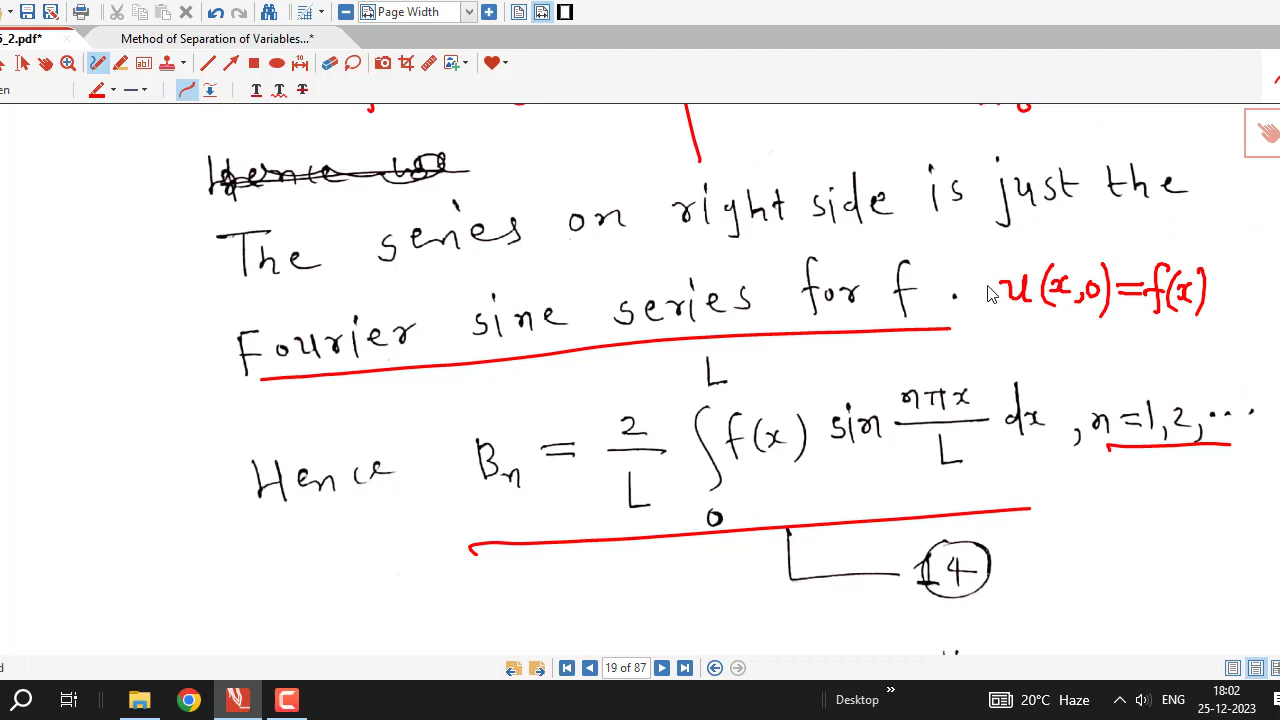 Page Width
5_2.pdf*
Method of Separation of Variables...*
en
The series on right side is just the
Fourier sine series for f . u(x,0)=f(x)
Hence Bn = 2/L ∫₀ᴸ f(x) sin nπx/L dx , n=1,2,...
14
19 of 87
Desktop
20°C Haze
ENG
18:02
25-12-2023